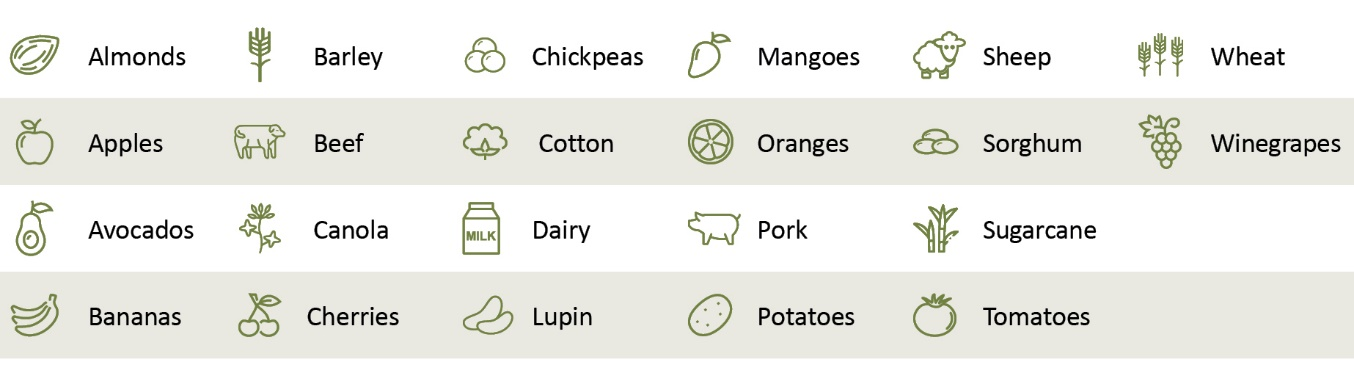 Almonds Barley Chickpeas Mangoes Sheep Wheat
Apples Beef Cotton Oranges Sorghum Winegrapes
Avocados Canola MILK Dairy Pork Sugarcane
Bananas Cherries Lupin Potatoes Tomatoes